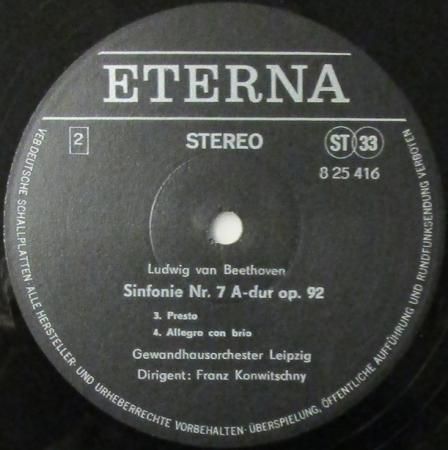 ETERNA
2
STEREO
ST 33
8 25 416
Ludwig van Beethoven
Sinfonie Nr. 7 A-dur op. 92
3. Presto
4. Allegro con brio
Gewandhausorchester Leipzig
Dirigent: Franz Konwitschny
VEB DEUTSCHE SCHALLPLATTEN · ALLE HERSTELLER- UND URHEBERRECHTE VORBEHALTEN · ÜBERSPIELUNG, ÖFFENTLICHE AUFFÜHRUNG UND RUNDFUNKSENDUNG VERBOTEN